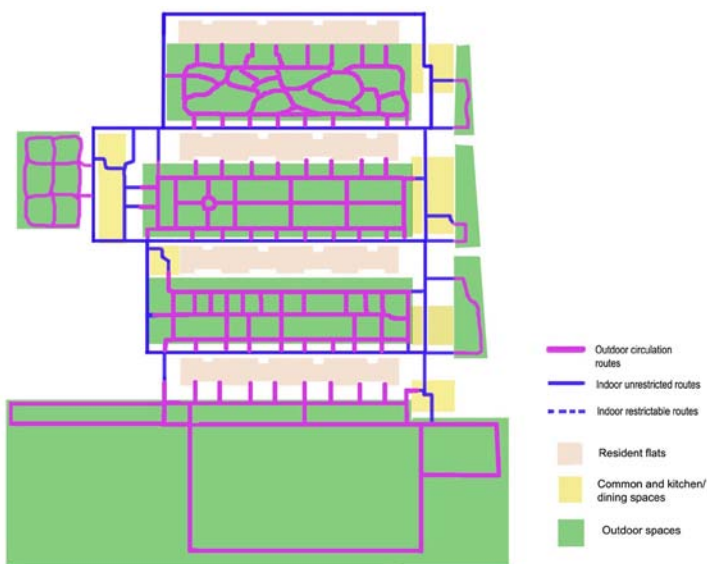 Outdoor circulation
routes
Indoor unrestricted routes
Indoor restrictable routes
Resident flats
Common and kitchen/
dining spaces
Outdoor spaces